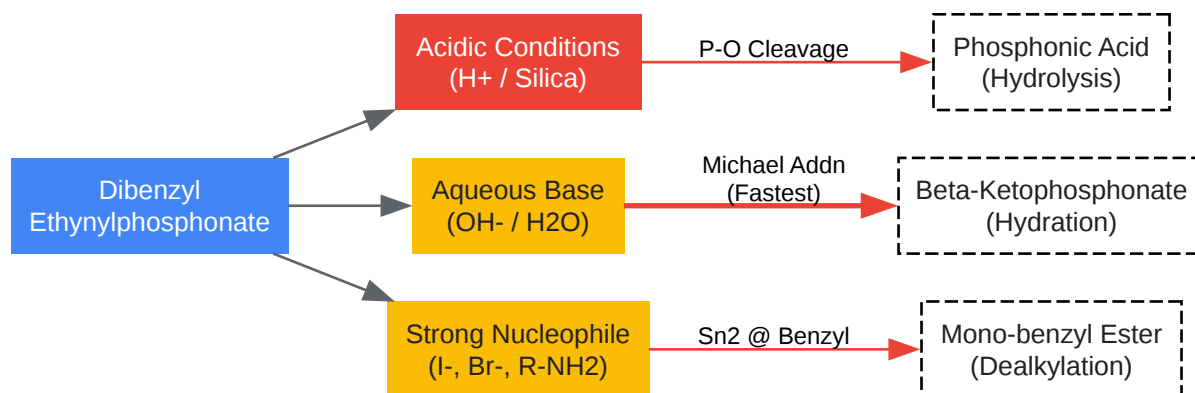 Acidic Conditions
(H+ / Silica)
P-O Cleavage
Phosphonic Acid
(Hydrolysis)
Dibenzyl
Ethynylphosphonate
Aqueous Base
(OH- / H2O)
Michael Addn
(Fastest)
Beta-Ketophosphonate
(Hydration)
Strong Nucleophile
(I-, Br-, R-NH2)
Sn2 @ Benzyl
Mono-benzyl Ester
(Dealkylation)